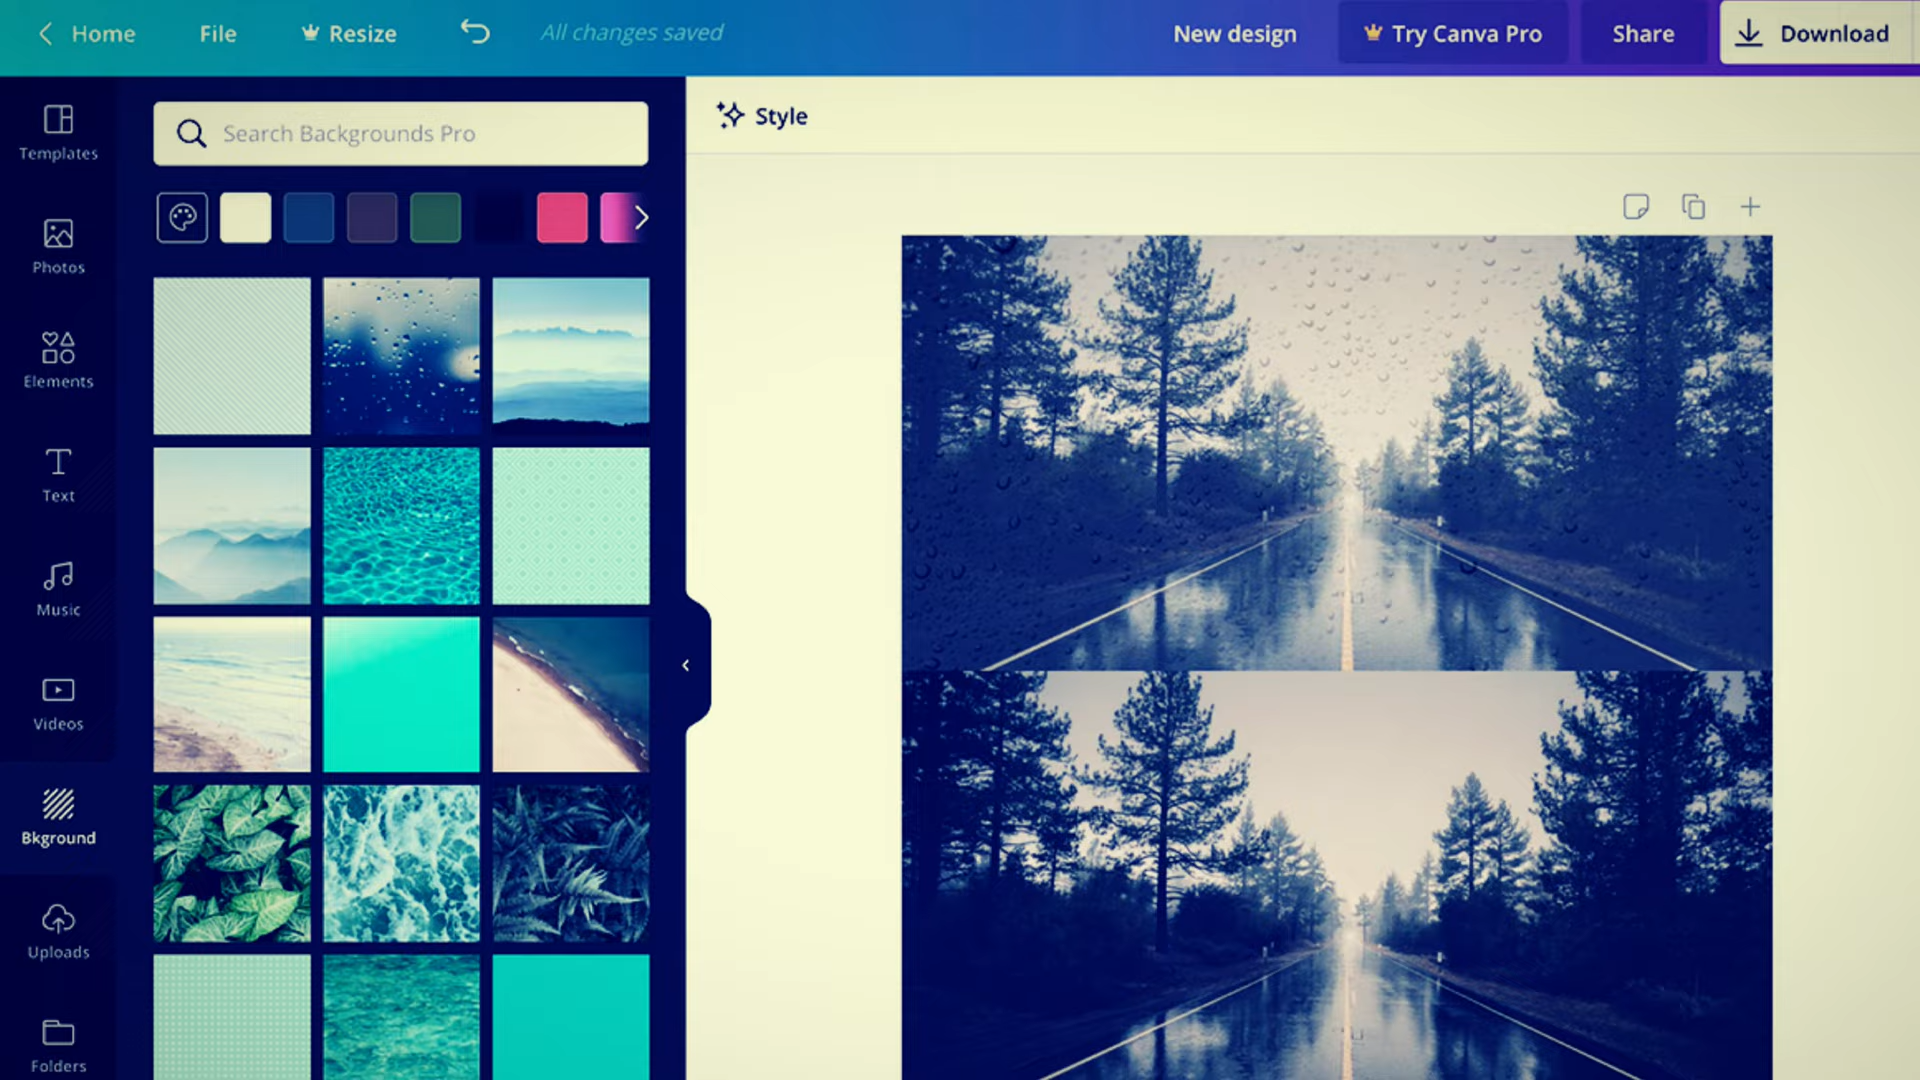 Home
File
Resize
All changes saved
New design
Try Canva Pro
Share
Download
Templates
Photos
Elements
Text
Music
Videos
Bkground
Uploads
Folders
Search Backgrounds Pro
Style